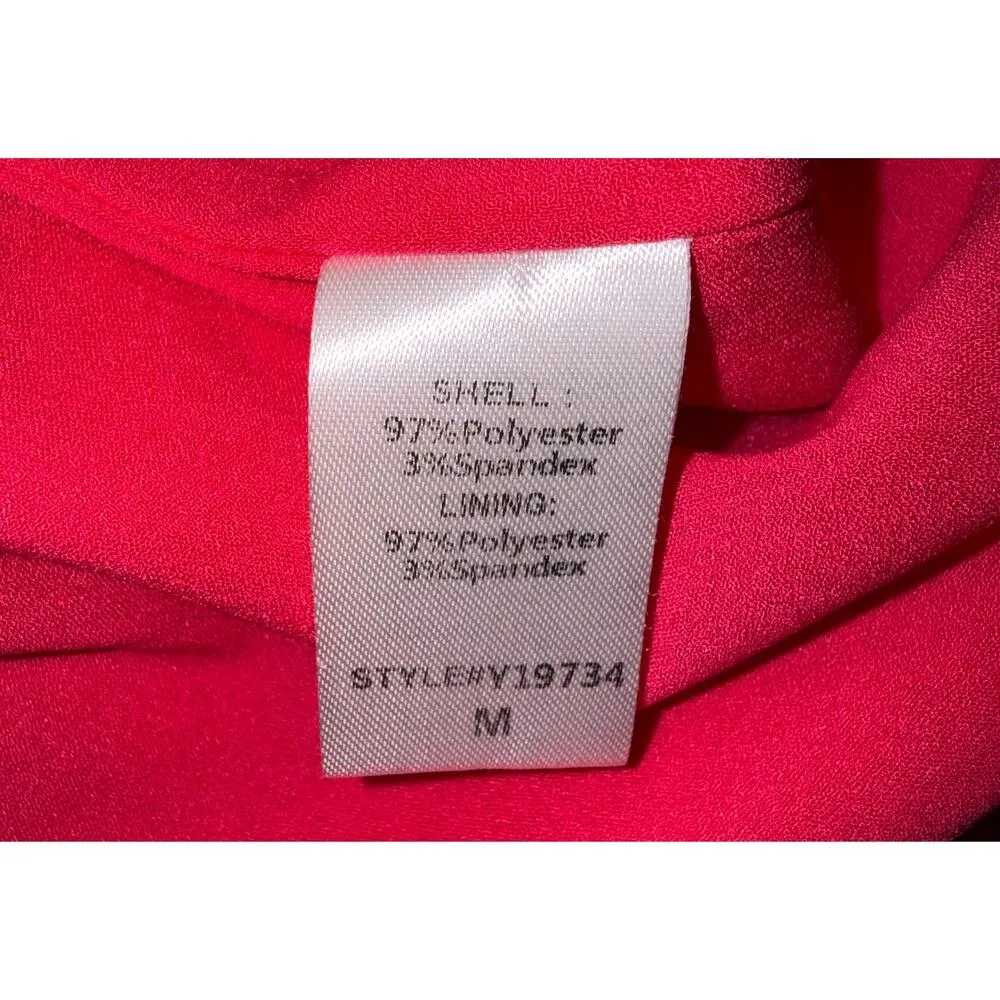 SHELL :
97%Polyester
3%Spandex
LINING:
97%Polyester
3%Spandex
STYLE#Y19734
M